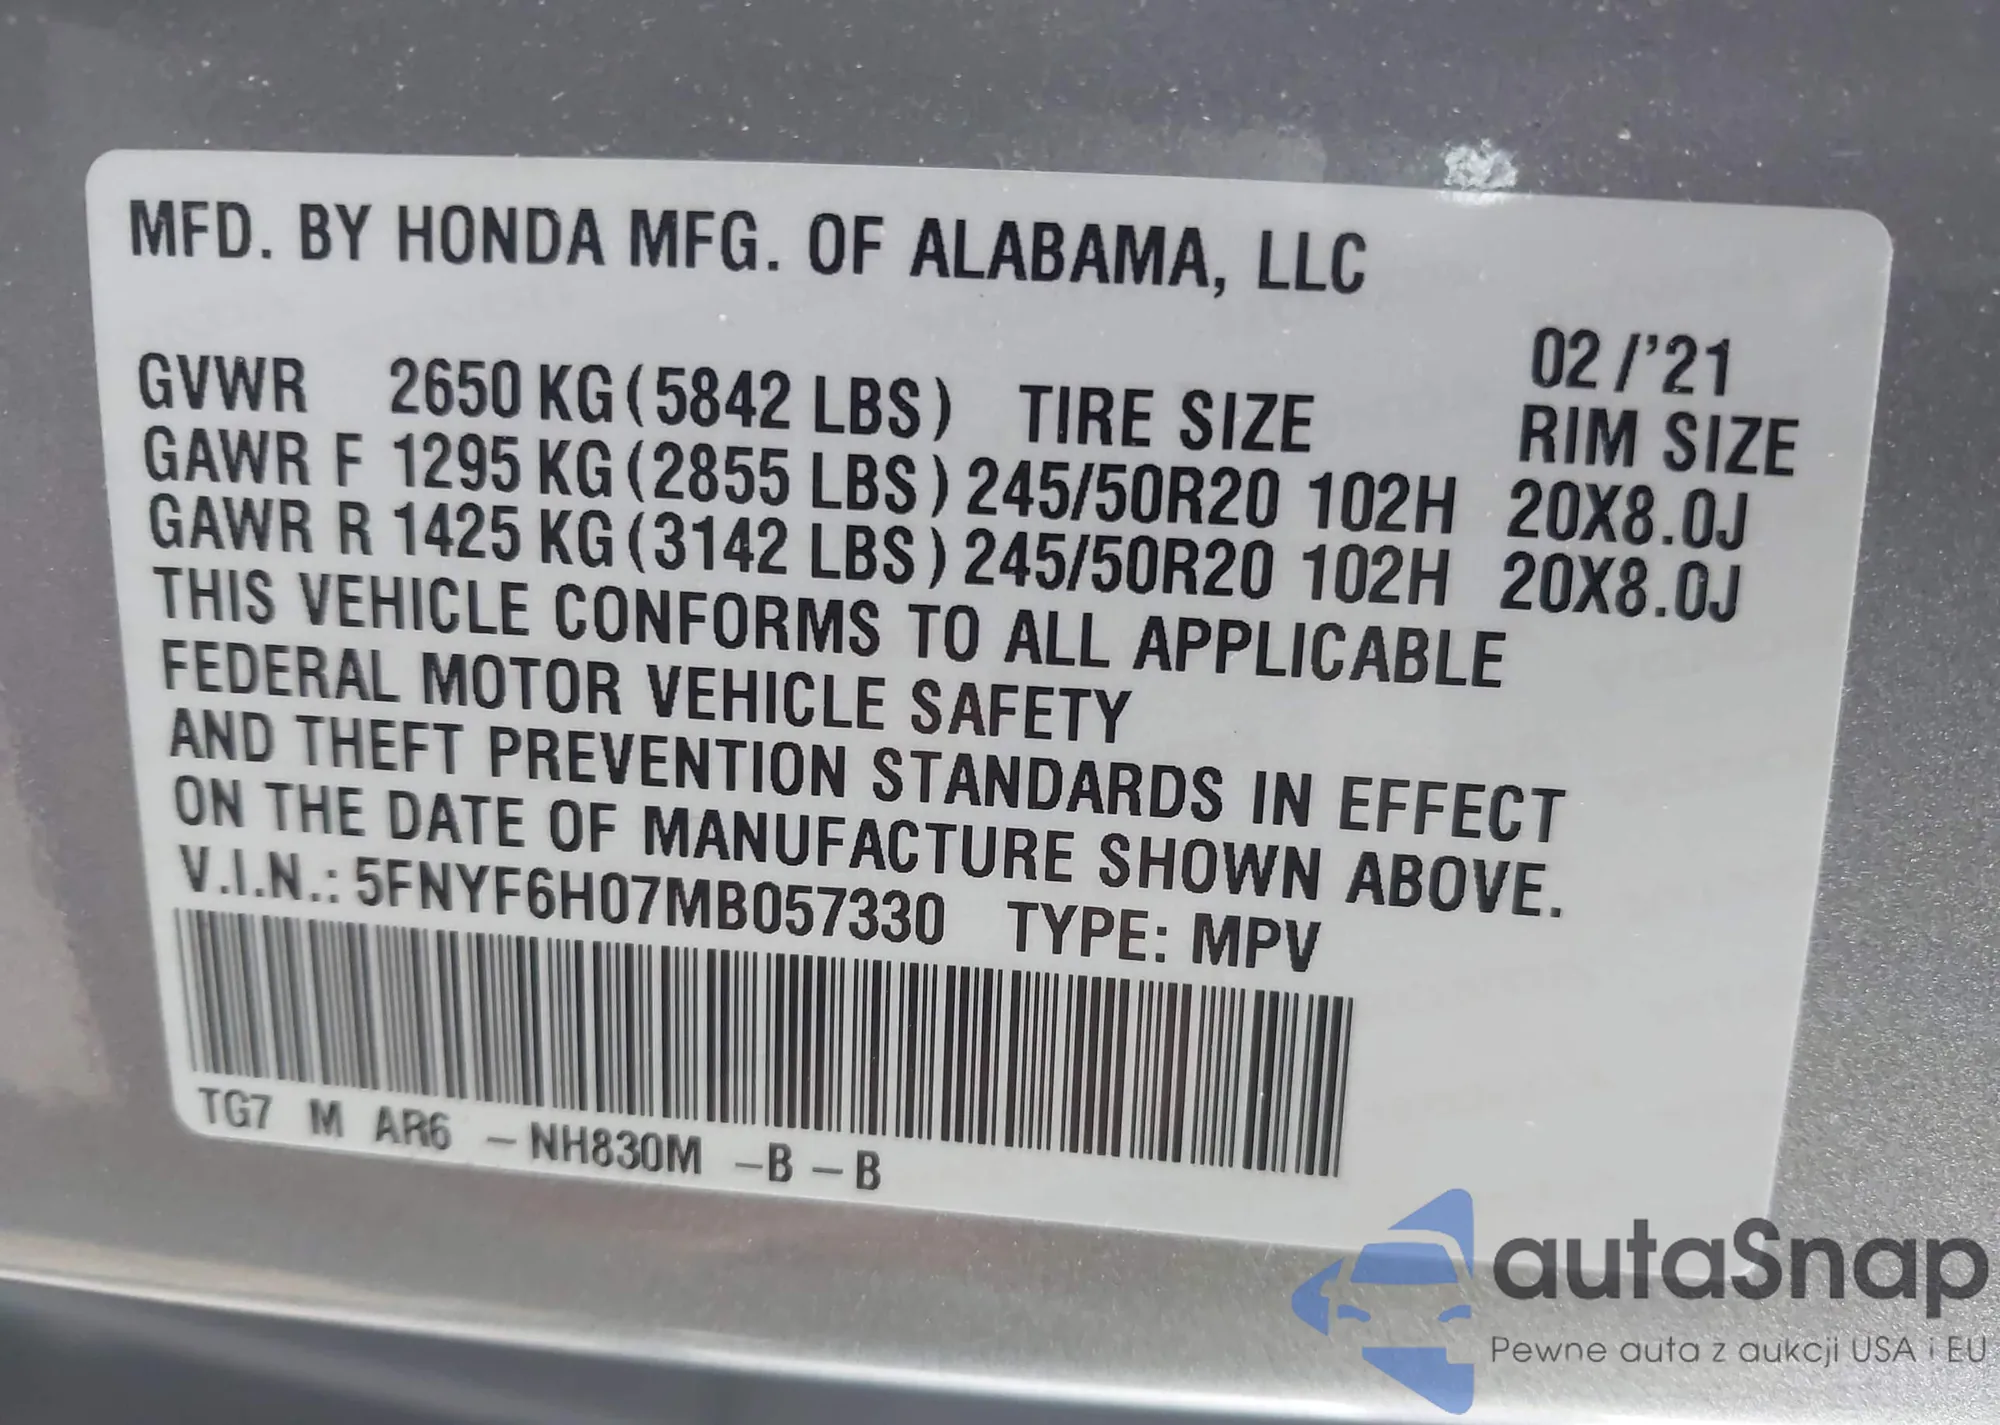 MFD. BY HONDA MFG. OF ALABAMA, LLC
02/'21
GVWR 2650 KG(5842 LBS) TIRE SIZE RIM SIZE
GAWR F 1295 KG(2855 LBS) 245/50R20 102H 20X8.0J
GAWR R 1425 KG(3142 LBS) 245/50R20 102H 20X8.0J
THIS VEHICLE CONFORMS TO ALL APPLICABLE
FEDERAL MOTOR VEHICLE SAFETY
AND THEFT PREVENTION STANDARDS IN EFFECT
ON THE DATE OF MANUFACTURE SHOWN ABOVE.
V.I.N.: 5FNYF6H07MB057330 TYPE: MPV
TG7 M AR6 -NH830M -B-B
autaSnap
Pewne auta z aukcji USA i EU